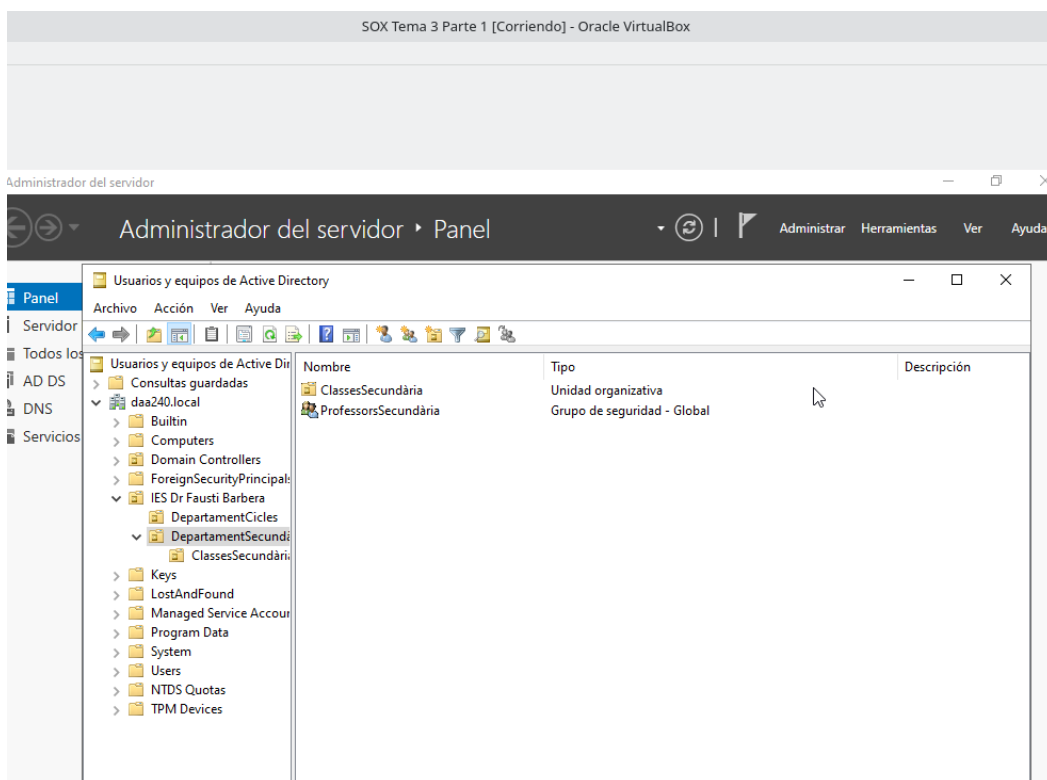 SOX Tema 3 Parte 1 [Corriendo] - Oracle VirtualBox
Administrador del servidor
Administrador del servidor ‣ Panel
Administrar Herramientas Ver Ayuda
Panel
Servidor
Todos los
AD DS
DNS
Servicios
Usuarios y equipos de Active Directory
Archivo Acción Ver Ayuda
Usuarios y equipos de Active Dir
Consultas guardadas
daa240.local
Builtin
Computers
Domain Controllers
ForeignSecurityPrincipals
IES Dr Fausti Barbera
DepartamentCicles
DepartamentSecundà
ClassesSecundària
Keys
LostAndFound
Managed Service Accour
Program Data
System
Users
NTDS Quotas
TPM Devices
Nombre Tipo Descripción
ClassesSecundària Unidad organizativa
ProfessorsSecundària Grupo de seguridad - Global